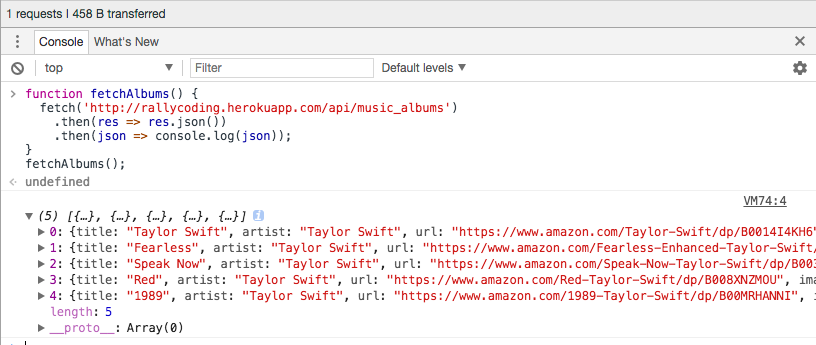 1 requests | 458 B transferred
Console What's New
top Filter Default levels
function fetchAlbums() {
fetch('http://rallycoding.herokuapp.com/api/music_albums')
.then(res => res.json())
.then(json => console.log(json));
}
fetchAlbums();
undefined
VM74:4
(5) [{…}, {…}, {…}, {…}, {…}]
0: {title: "Taylor Swift", artist: "Taylor Swift", url: "https://www.amazon.com/Taylor-Swift/dp/B0014I4KH6"
1: {title: "Fearless", artist: "Taylor Swift", url: "https://www.amazon.com/Fearless-Enhanced-Taylor-Swift/
2: {title: "Speak Now", artist: "Taylor Swift", url: "https://www.amazon.com/Speak-Now-Taylor-Swift/dp/B003
3: {title: "Red", artist: "Taylor Swift", url: "https://www.amazon.com/Red-Taylor-Swift/dp/B008XNZMOU", ima
4: {title: "1989", artist: "Taylor Swift", url: "https://www.amazon.com/1989-Taylor-Swift/dp/B00MRHANNI", i
length: 5
__proto__: Array(0)